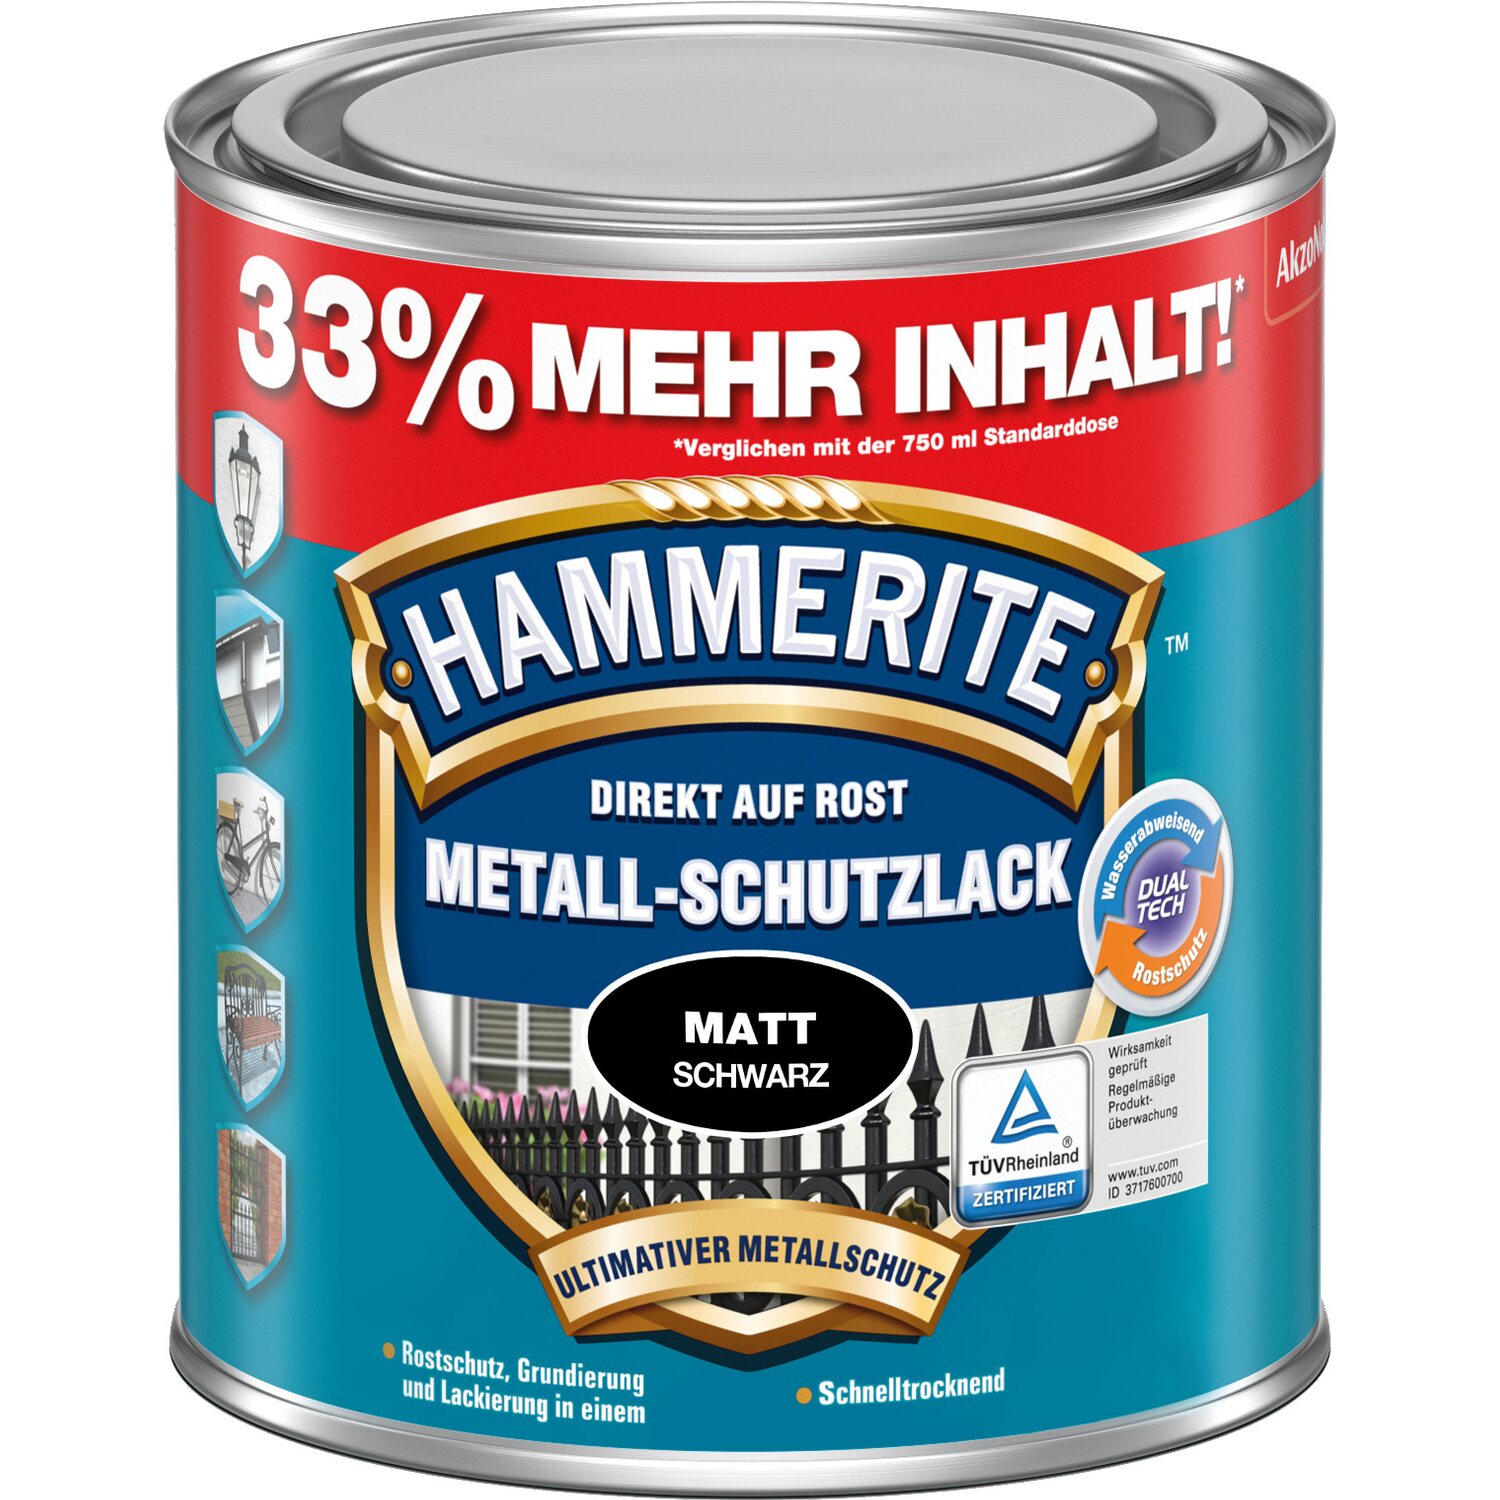 33% MEHR INHALT!*
*Verglichen mit der 750 ml Standarddose
HAMMERITE
™
DIREKT AUF ROST
METALL-SCHUTZLACK
Wasserabweisend
DUAL
TECH
Rostschutz
MATT
SCHWARZ
Wirksamkeit
geprüft
Regelmäßige
Produkt-
überwachung
www.tuv.com
ID 3717600700
TÜVRheinland®
ZERTIFIZIERT
ULTIMATIVER METALLSCHUTZ
Rostschutz, Grundierung
und Lackierung in einem
Schnelltrocknend